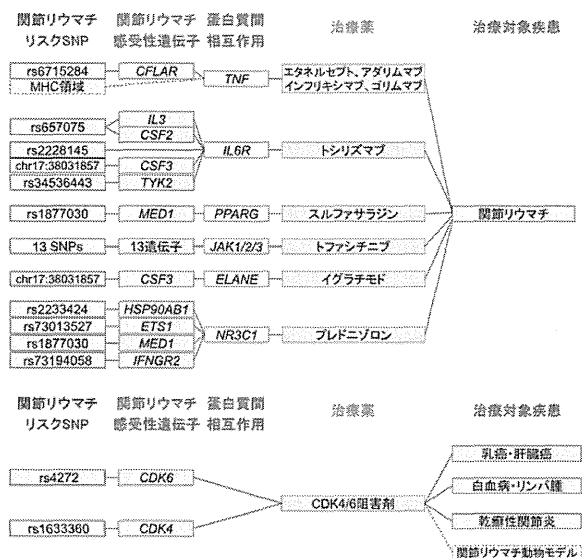 関節リウマチ 関節リウマチ 蛋白質間 治療薬 治療対象疾患
リスクSNP 感受性遺伝子 相互作用
rs6715284 CFLAR TNF エタネルセプト、アダリムマブ
MHC領域 インフリキシマブ、ゴリムマブ
rs657075 IL3
CSF2
rs2228145 IL6R トシリズマブ
chr17:38031857 CSF3
rs34536443 TYK2
rs1877030 MED1 PPARG スルファサラジン 関節リウマチ
13 SNPs 13遺伝子 JAK1/2/3 トファシチニブ
chr17:38031857 CSF3 ELANE イグラチモド
rs2233424 HSP90AB1
rs73013527 ETS1 NR3C1 プレドニゾロン
rs1877030 MED1
rs73194058 IFNGR2
関節リウマチ 関節リウマチ 蛋白質間 治療薬 治療対象疾患
リスクSNP 感受性遺伝子 相互作用
乳癌・肝臓癌
rs4272 CDK6 白血病・リンパ腫
CDK4/6阻害剤
rs1633360 CDK4 乾癬性関節炎
関節リウマチ動物モデル